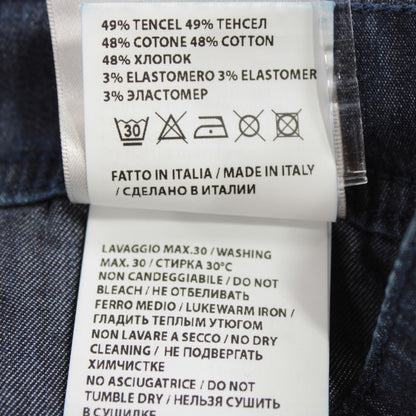 49% TENCEL 49% ТЕНСЕЛ
48% COTONE 48% COTTON
48% ХЛОПОК
3% ELASTOMERO 3% ELASTOMER
3% ЭЛАСТОМЕР
30
FATTO IN ITALIA / MADE IN ITALY
/ СДЕЛАНО В ИТАЛИИ
LAVAGGIO MAX.30 / WASHING
MAX. 30 / СТИРКА 30°C
NON CANDEGGIABILE / DO NOT
BLEACH / НЕ ОТБЕЛИВАТЬ
FERRO MEDIO / LUKEWARM IRON /
ГЛАДИТЬ ТЕПЛЫМ УТЮГОМ
NON LAVARE A SECCO / NO DRY
CLEANING / НЕ ПОДВЕРГАТЬ
ХИМЧИСТКЕ
NO ASCIUGATRICE / DO NOT
TUMBLE DRY / НЕЛЬЗЯ СУШИТЬ
В СУШИЛКЕ